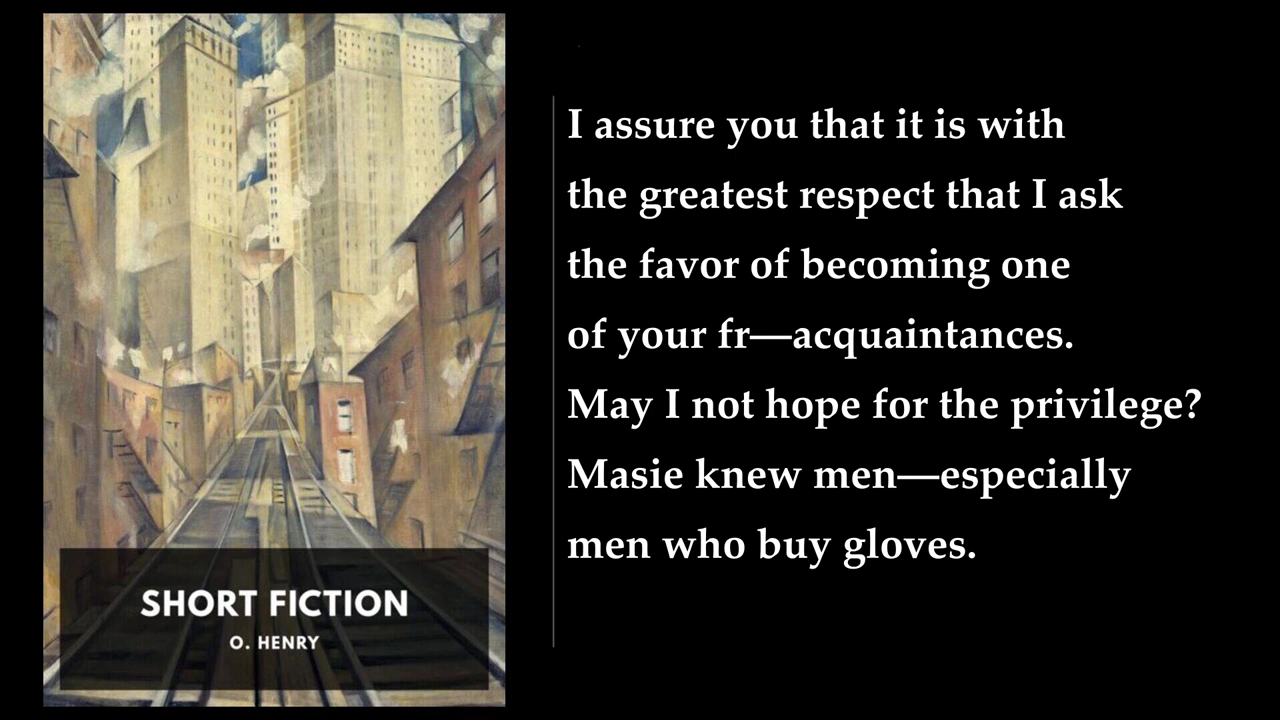 SHORT FICTION
O. HENRY
I assure you that it is with
the greatest respect that I ask
the favor of becoming one
of your fr—acquaintances.
May I not hope for the privilege?
Masie knew men—especially
men who buy gloves.